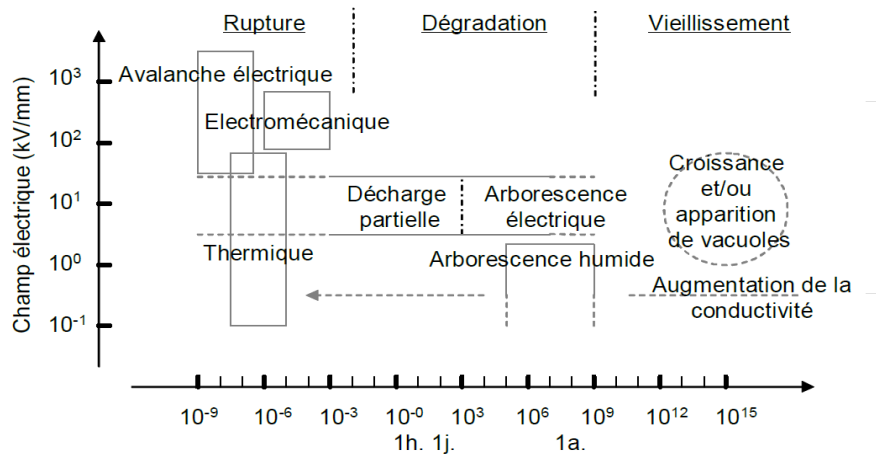 Rupture Dégradation Vieillissement
Champ électrique (kV/mm)
10³
10²
10¹
10⁰
10⁻¹
Avalanche électrique
Electromécanique
Thermique
Décharge
partielle
Arborescence
électrique
Arborescence humide
Croissance
et/ou
apparition
de vacuoles
Augmentation de la
conductivité
10⁻⁹ 10⁻⁶ 10⁻³ 10⁻⁰ 10³ 10⁶ 10⁹ 10¹² 10¹⁵
1h. 1j. 1a.